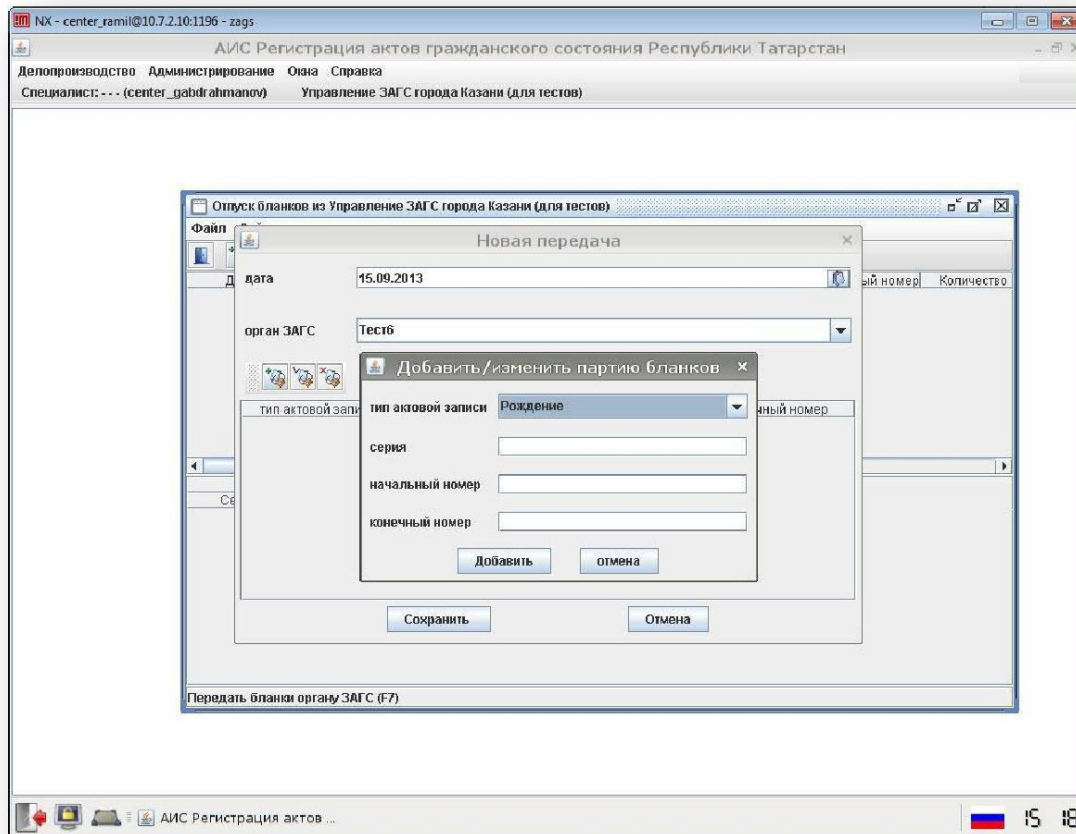 NX - center_ramil@10.7.2.10:1196 - zags
АИС Регистрация актов гражданского состояния Республики Татарстан
Делопроизводство Администрирование Окна Справка
Специалист: - - - (center_gabdrahmanov) Управление ЗАГС города Казани (для тестов)
Отпуск бланков из Управление ЗАГС города Казани (для тестов)
Файл
Новая передача
дата 15.09.2013
Д ый номер Количество
орган ЗАГС Тест6
Добавить/изменить партию бланков
тип актовой запи чный номер
тип актовой записи Рождение
серия
начальный номер
Се
конечный номер
Добавить отмена
Сохранить Отмена
Передать бланки органу ЗАГС (F7)
АИС Регистрация актов ...
15 18